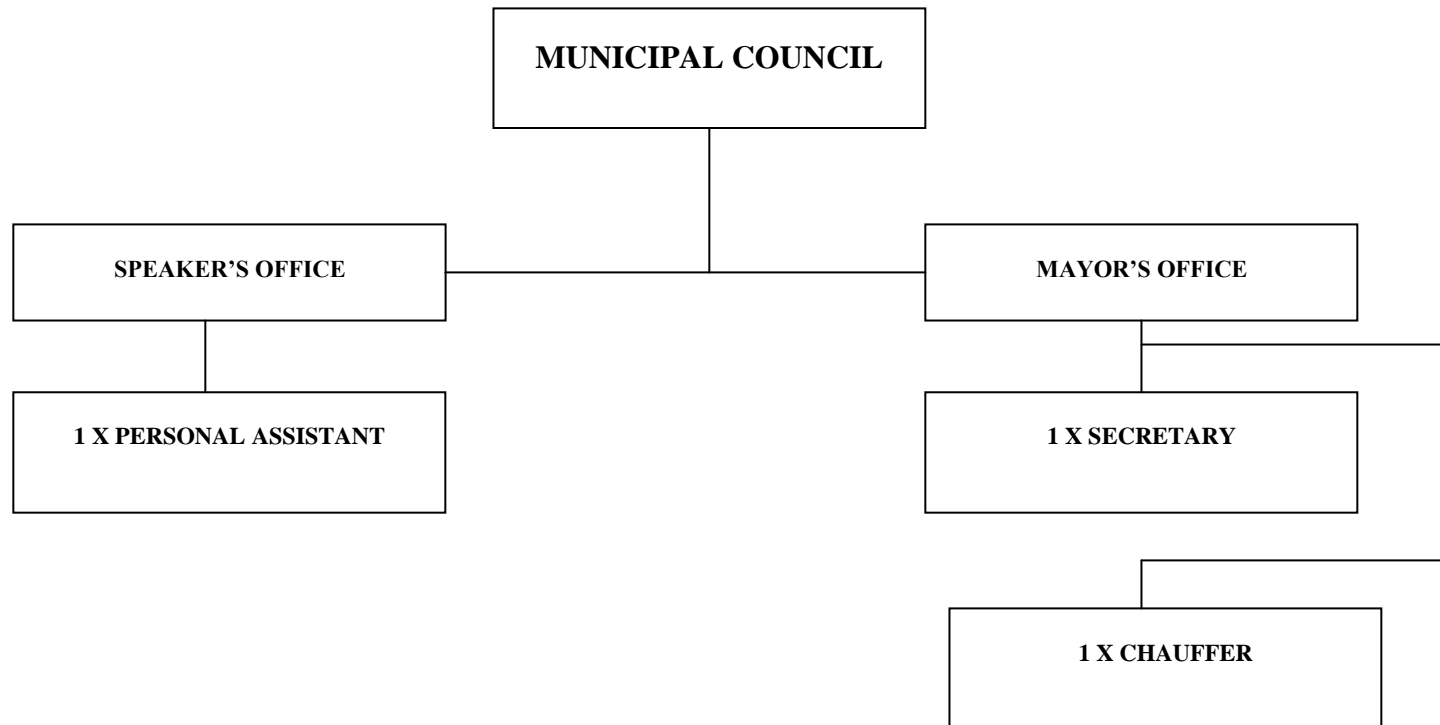 MUNICIPAL COUNCIL
SPEAKER’S OFFICE
MAYOR’S OFFICE
1 X PERSONAL ASSISTANT
1 X SECRETARY
1 X CHAUFFER